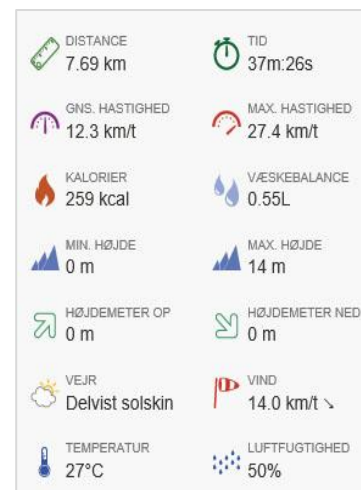 DISTANCE
7.69 km
TID
37m:26s
GNS. HASTIGHED
12.3 km/t
MAX. HASTIGHED
27.4 km/t
KALORIER
259 kcal
VÆSKEBALANCE
0.55L
MIN. HØJDE
0 m
MAX. HØJDE
14 m
HØJDEMETER OP
0 m
HØJDEMETER NED
0 m
VEJR
Delvist solskin
VIND
14.0 km/t ↘
TEMPERATUR
27°C
LUFTFUGTIGHED
50%